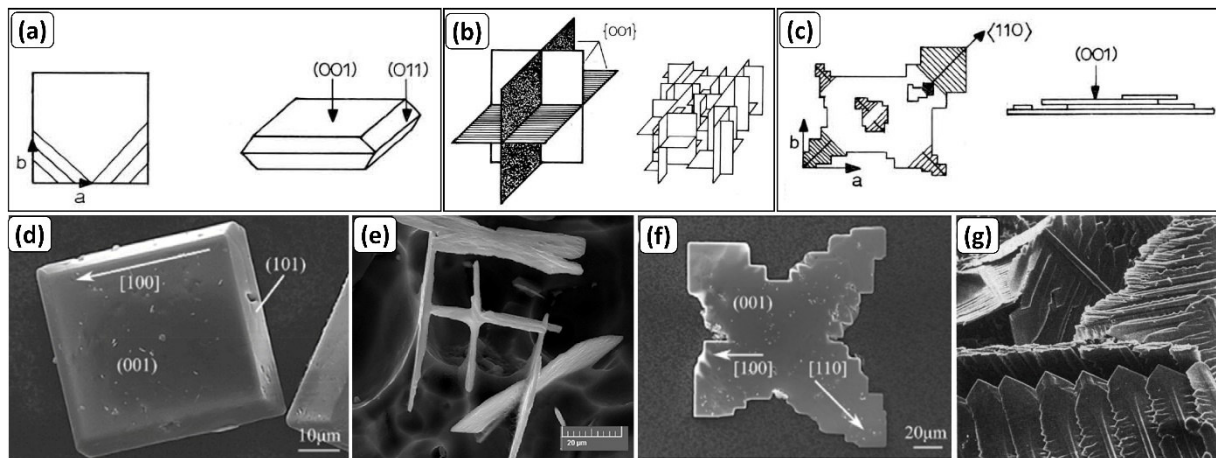 (a)
(001)
(011)
b
a
(b)
{001}
(c)
⟨110⟩
(001)
b
a
(d)
[100]
(101)
(001)
10μm
(e)
20 μm
(f)
(001)
[100]
[110]
20μm
(g)